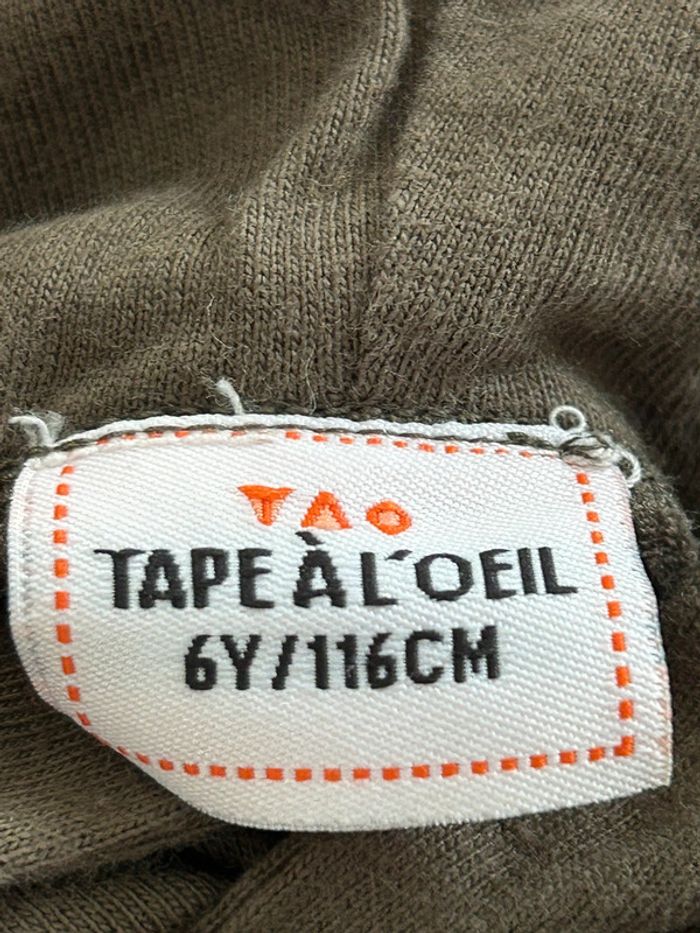 TAO
TAPE À L'OEIL
6Y/116CM